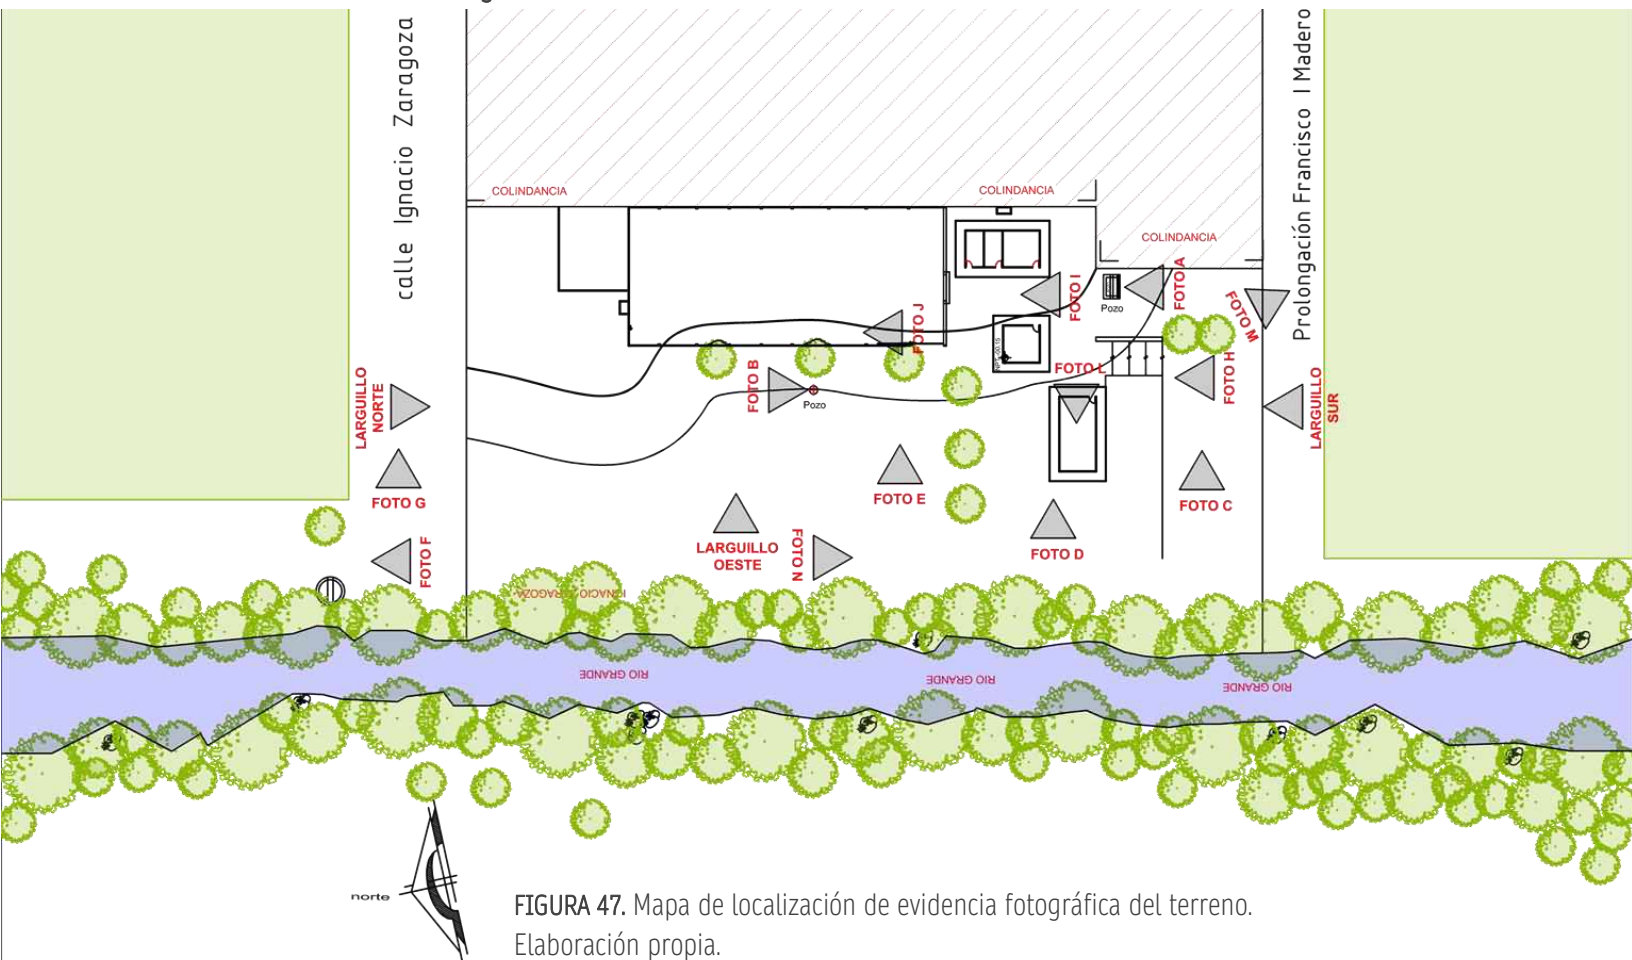 calle Ignacio Zaragoza
Prolongación Francisco I Madero
COLINDANCIA
COLINDANCIA
COLINDANCIA
FOTO A
FOTO I
Pozo
FOTO M
FOTO J
FOTO L
FOTO H
FOTO B
Pozo
LARGUILLO
NORTE
LARGUILLO
SUR
FOTO G
FOTO E
FOTO C
LARGUILLO
OESTE
FOTO N
FOTO D
FOTO F
IGNACIO ZARAGOZA
RIO GRANDE
RIO GRANDE
RIO GRANDE
norte
FIGURA 47. Mapa de localización de evidencia fotográfica del terreno.
Elaboración propia.